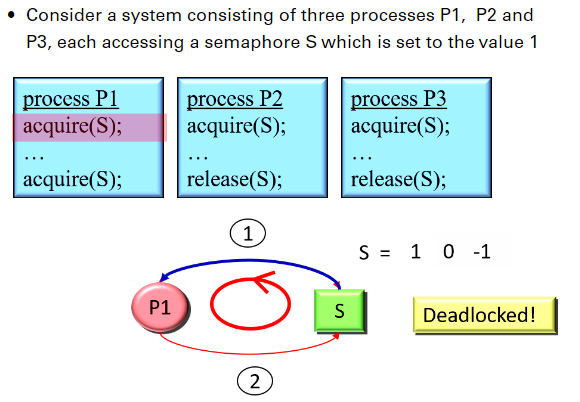 • Consider a system consisting of three processes P1, P2 and
P3, each accessing a semaphore S which is set to the value 1
process P1
acquire(S);
...
acquire(S);
process P2
acquire(S);
...
release(S);
process P3
acquire(S);
...
release(S);
1
S = 1 0 -1
P1
S
Deadlocked!
2